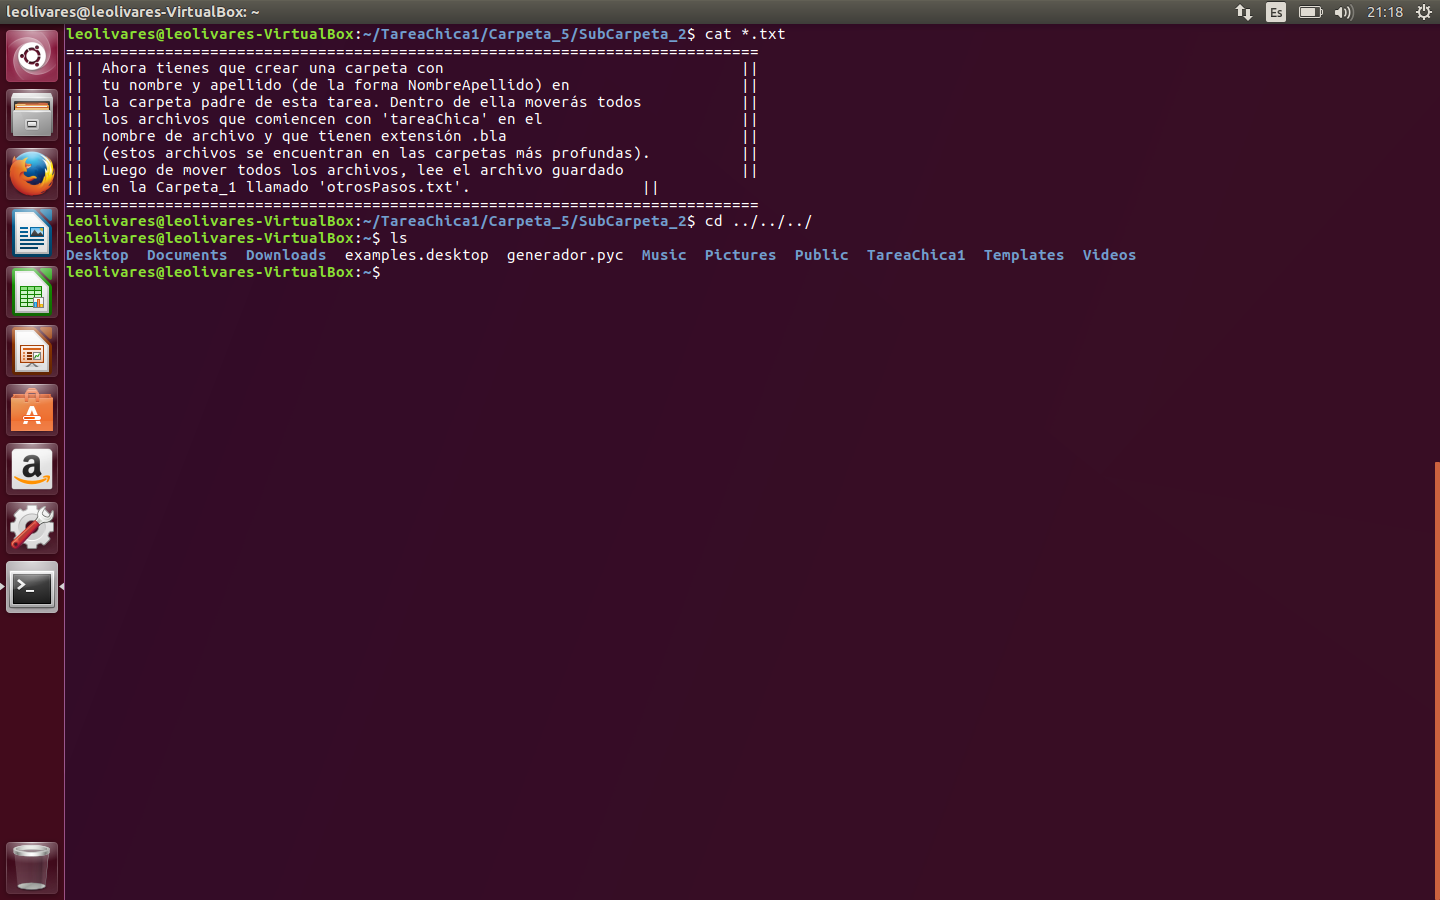 leolivares@leolivares-VirtualBox: ~
Es
21:18
leolivares@leolivares-VirtualBox:~/TareaChica1/Carpeta_5/SubCarpeta_2$ cat *.txt
=============================================================================
||  Ahora tienes que crear una carpeta con                                 ||
||  tu nombre y apellido (de la forma NombreApellido) en                   ||
||  la carpeta padre de esta tarea. Dentro de ella moverás todos           ||
||  los archivos que comiencen con 'tareaChica' en el                      ||
||  nombre de archivo y que tienen extensión .bla                          ||
||  (estos archivos se encuentran en las carpetas más profundas).          ||
||  Luego de mover todos los archivos, lee el archivo guardado             ||
||  en la Carpeta_1 llamado 'otrosPasos.txt'.                   ||
=============================================================================
leolivares@leolivares-VirtualBox:~/TareaChica1/Carpeta_5/SubCarpeta_2$ cd ../../../
leolivares@leolivares-VirtualBox:~$ ls
Desktop  Documents  Downloads  examples.desktop  generador.pyc  Music  Pictures  Public  TareaChica1  Templates  Videos
leolivares@leolivares-VirtualBox:~$